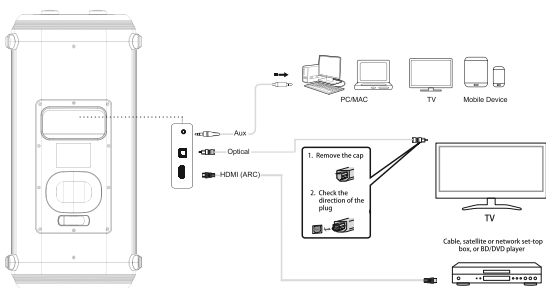 PC/MAC
TV
Mobile Device
Aux
Optical
HDMI (ARC)
1. Remove the cap
2. Check the
direction of the
plug
TV
Cable, satellite or network set-top
box, or BD/DVD player